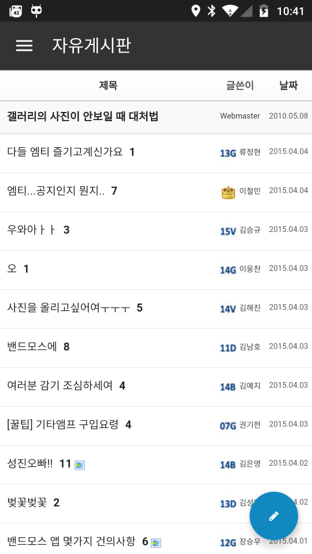 42
10:41
자유게시판
제목 글쓴이 날짜
갤러리의 사진이 안보일 때 대처법 Webmaster 2010.05.08
다들 엠티 즐기고계신가요 1 13G 류정현 2015.04.04
엠티...공지인지 뭔지.. 7 이철민 2015.04.04
우와아ㅏㅏ 3 15V 김승규 2015.04.03
오 1 14G 이웅찬 2015.04.03
사진을 올리고싶어여ㅜㅜㅜ 5 14V 김해진 2015.04.03
밴드모스에 8 11D 김남호 2015.04.03
여러분 감기 조심하세여 4 14B 김예지 2015.04.03
[꿀팁] 기타앰프 구입요령 4 07G 권기현 2015.04.03
성진오빠!! 11 14B 김은영 2015.04.02
벚꽃벚꽃 2 13D 04.02
밴드모스 앱 몇가지 건의사항 6 12G 장승우 2015.04.01